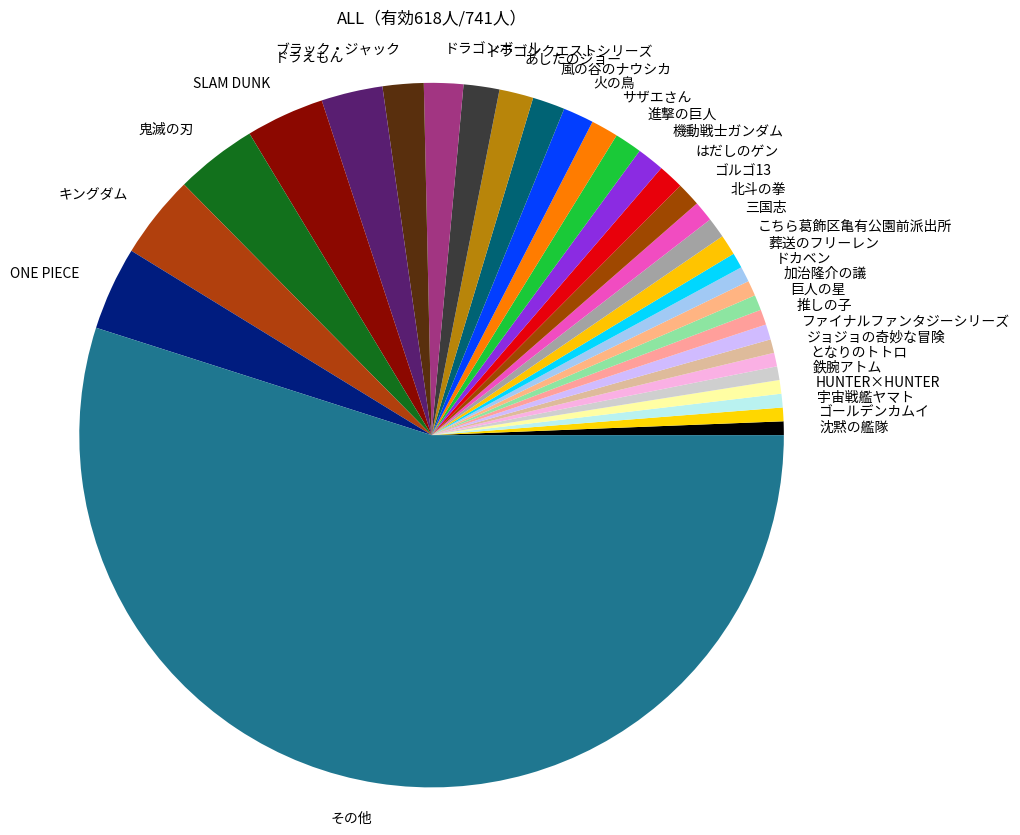 ALL（有効618人/741人）
ブラック・ジャック
ドラえもん
SLAM DUNK
鬼滅の刃
キングダム
ONE PIECE
その他
ドラゴンボール
ドラゴンクエストシリーズ
あしたのジョー
風の谷のナウシカ
火の鳥
サザエさん
進撃の巨人
機動戦士ガンダム
はだしのゲン
ゴルゴ13
北斗の拳
三国志
こちら葛飾区亀有公園前派出所
葬送のフリーレン
ドカベン
加治隆介の議
巨人の星
推しの子
ファイナルファンタジーシリーズ
ジョジョの奇妙な冒険
となりのトトロ
鉄腕アトム
HUNTER×HUNTER
宇宙戦艦ヤマト
ゴールデンカムイ
沈黙の艦隊